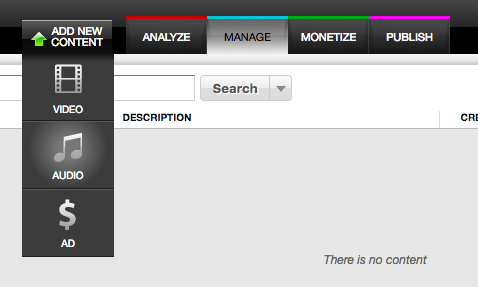 ADD NEW
CONTENT
ANALYZE
MANAGE
MONETIZE
PUBLISH
VIDEO
Search
DESCRIPTION
CRE
AUDIO
AD
There is no content